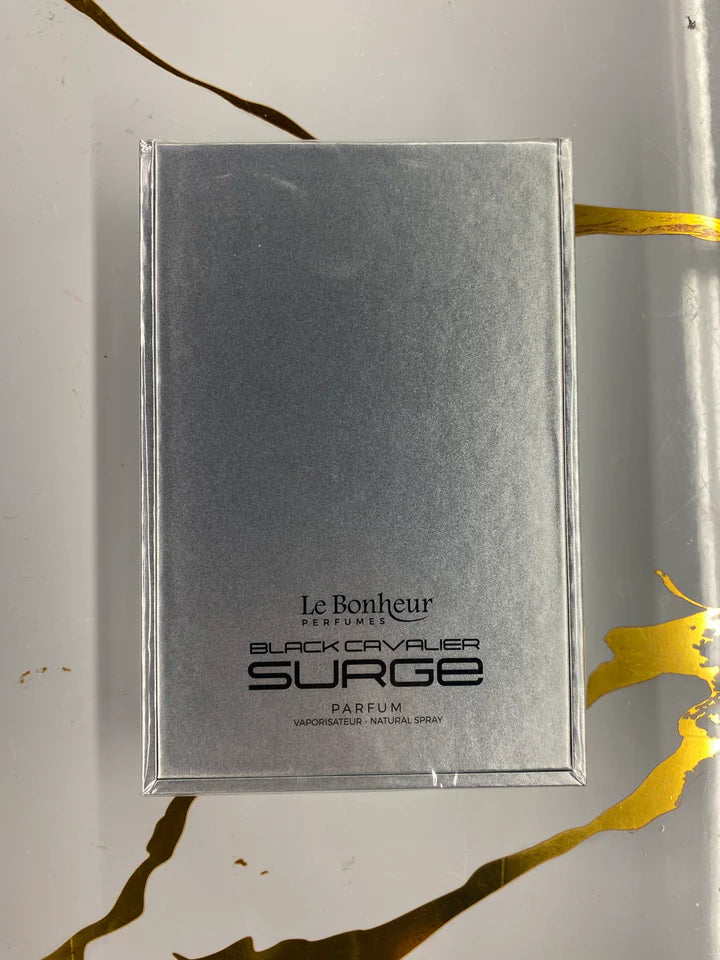 Le Bonheur
PERFUMES
BLACK CAVALIER
SURGE
PARFUM
VAPORISATEUR - NATURAL SPRAY